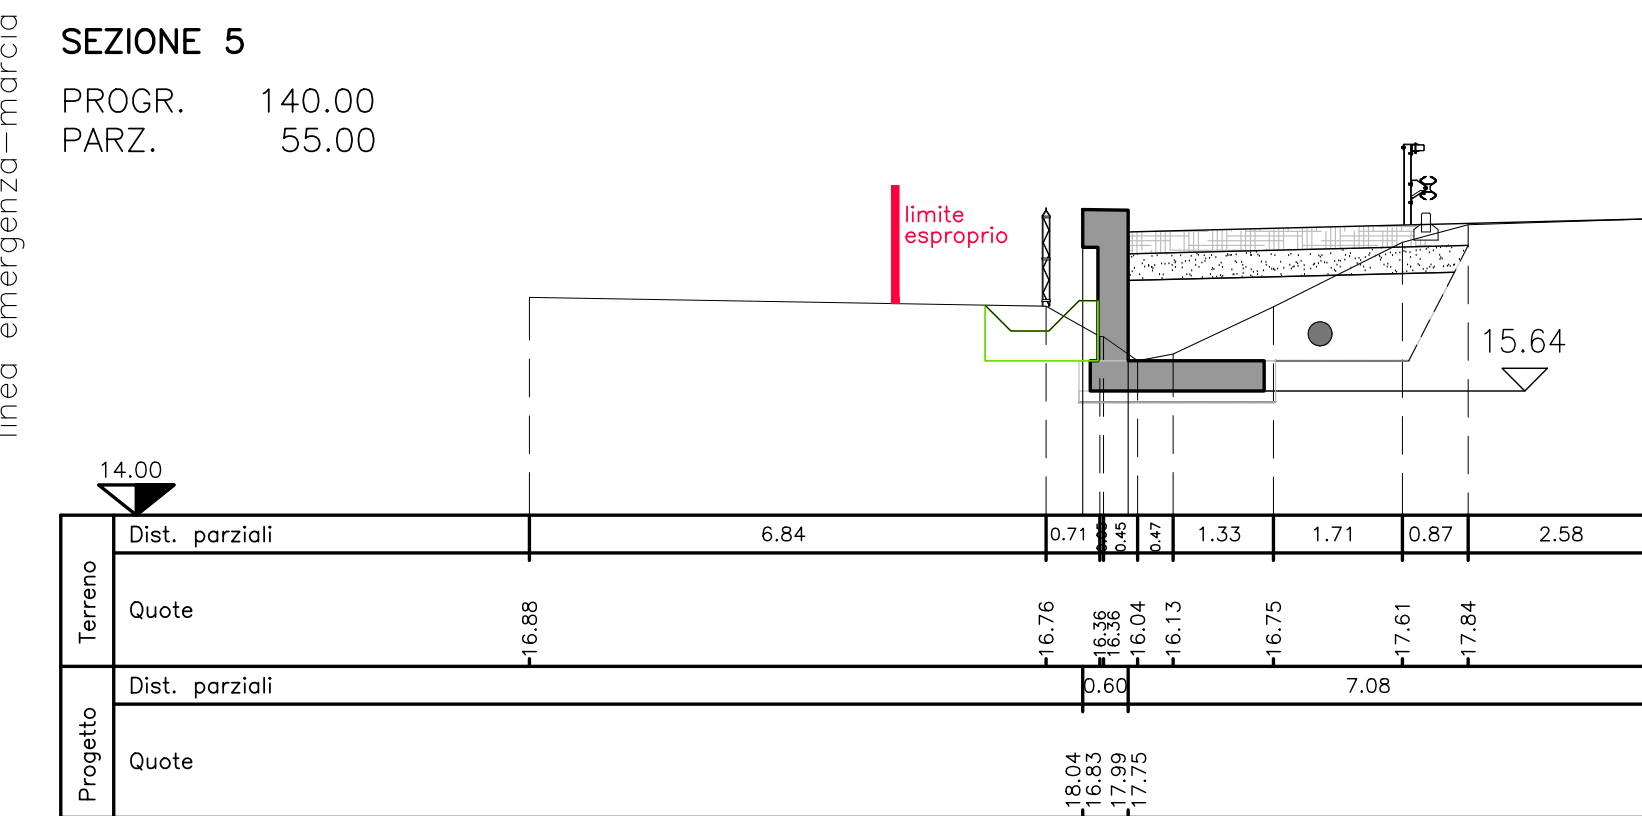 linea emergenza-marcia
SEZIONE 5
PROGR. 140.00
PARZ. 55.00
limite
esproprio
15.64
14.00
Terreno
Dist. parziali 6.84 0.71 0.05 0.45 0.47 1.33 1.71 0.87 2.58
Quote 16.88 16.76 16.36 16.36 16.04 16.13 16.75 17.61 17.84
Progetto
Dist. parziali 0.60 7.08
Quote 18.04 16.83 17.99 17.75